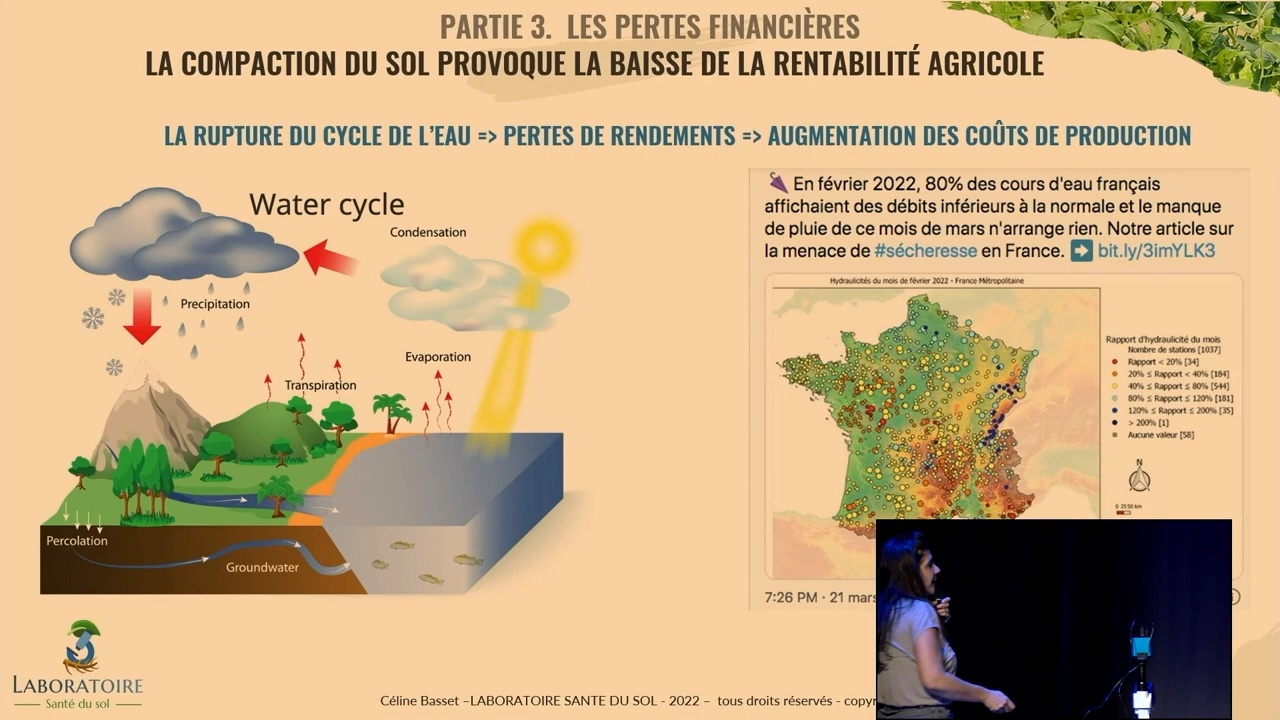 PARTIE 3. LES PERTES FINANCIÈRES
LA COMPACTION DU SOL PROVOQUE LA BAISSE DE LA RENTABILITÉ AGRICOLE
LA RUPTURE DU CYCLE DE L'EAU => PERTES DE RENDEMENTS => AUGMENTATION DES COÛTS DE PRODUCTION
Water cycle
Condensation
Precipitation
Evaporation
Transpiration
Percolation
Groundwater
En février 2022, 80% des cours d'eau français
affichaient des débits inférieurs à la normale et le manque
de pluie de ce mois de mars n'arrange rien. Notre article sur
la menace de #sécheresse en France. ➡ bit.ly/3imYLK3
Hydraulicités du mois de février 2022 - France Métropolitaine
Rapport d'hydraulicité du mois
Nombre de stations [1037]
Rapport < 20% [34]
20% ≤ Rapport < 40% [184]
40% ≤ Rapport ≤ 80% [544]
80% ≤ Rapport ≤ 120% [181]
120% ≤ Rapport ≤ 200% [35]
> 200% [1]
Aucune valeur [58]
N
0 25 50 km
7:26 PM · 21 mars
LABORATOIRE
Santé du sol
Céline Basset –LABORATOIRE SANTE DU SOL - 2022 – tous droits réservés - copyr